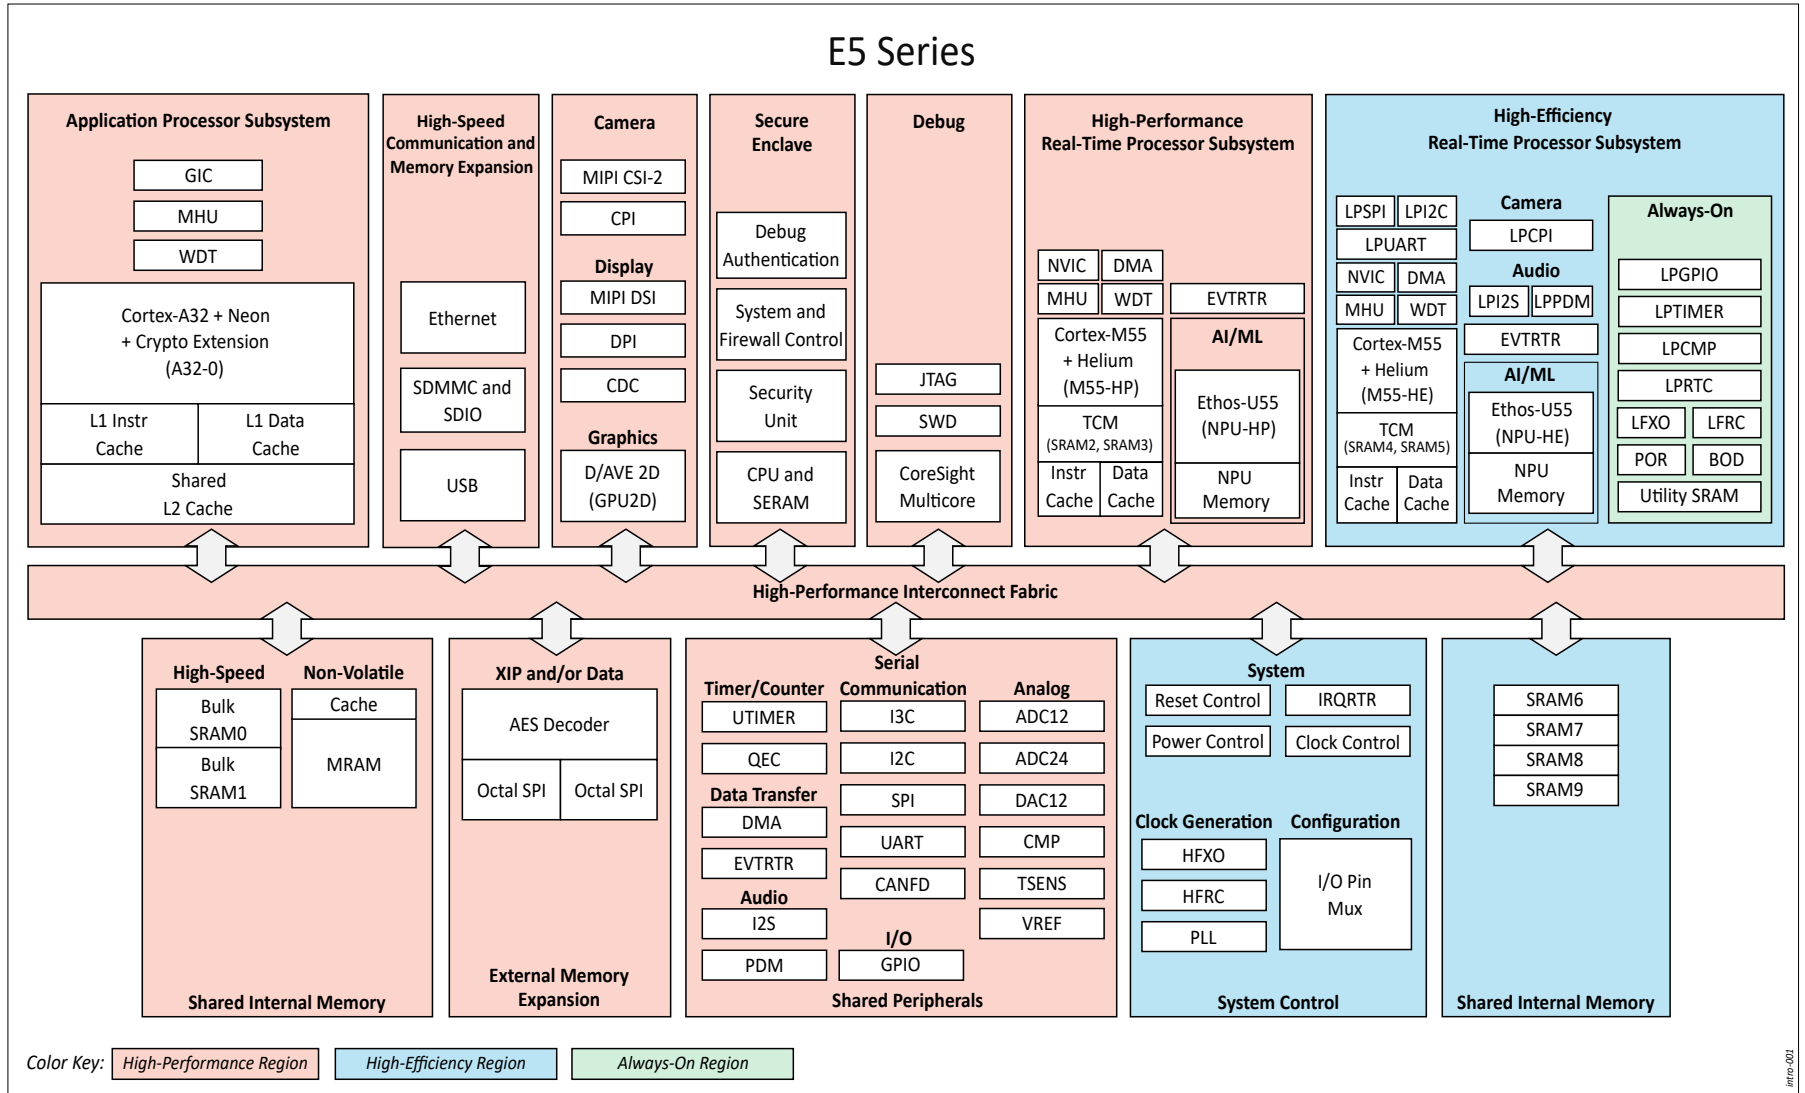 E5 Series
Application Processor Subsystem
GIC
MHU
WDT
Cortex-A32 + Neon
+ Crypto Extension
(A32-0)
L1 Instr
Cache
L1 Data
Cache
Shared
L2 Cache
High-Speed
Communication and
Memory Expansion
Ethernet
SDMMC and
SDIO
USB
Camera
MIPI CSI-2
CPI
Display
MIPI DSI
DPI
CDC
Graphics
D/AVE 2D
(GPU2D)
Secure
Enclave
Debug
Authentication
System and
Firewall Control
Security
Unit
CPU and
SERAM
Debug
JTAG
SWD
CoreSight
Multicore
High-Performance
Real-Time Processor Subsystem
NVIC
DMA
MHU
WDT
EVTRTR
Cortex-M55
+ Helium
(M55-HP)
TCM
(SRAM2, SRAM3)
Instr
Cache
Data
Cache
AI/ML
Ethos-U55
(NPU-HP)
NPU
Memory
High-Efficiency
Real-Time Processor Subsystem
LPSPI
LPI2C
LPUART
NVIC
DMA
MHU
WDT
Cortex-M55
+ Helium
(M55-HE)
TCM
(SRAM4, SRAM5)
Instr
Cache
Data
Cache
Camera
LPCPI
Audio
LPI2S
LPPDM
EVTRTR
AI/ML
Ethos-U55
(NPU-HE)
NPU
Memory
Always-On
LPGPIO
LPTIMER
LPCMP
LPRTC
LFXO
LFRC
POR
BOD
Utility SRAM
High-Performance Interconnect Fabric
High-Speed
Bulk
SRAM0
Bulk
SRAM1
Non-Volatile
Cache
MRAM
Shared Internal Memory
XIP and/or Data
AES Decoder
Octal SPI
Octal SPI
External Memory
Expansion
Timer/Counter
UTIMER
QEC
Data Transfer
DMA
EVTRTR
Audio
I2S
PDM
Serial
Communication
I3C
I2C
SPI
UART
CANFD
I/O
GPIO
Analog
ADC12
ADC24
DAC12
CMP
TSENS
VREF
Shared Peripherals
System
Reset Control
IRQRTR
Power Control
Clock Control
Clock Generation
HFXO
HFRC
PLL
Configuration
I/O Pin
Mux
System Control
SRAM6
SRAM7
SRAM8
SRAM9
Shared Internal Memory
Color Key:
High-Performance Region
High-Efficiency Region
Always-On Region
intro-001